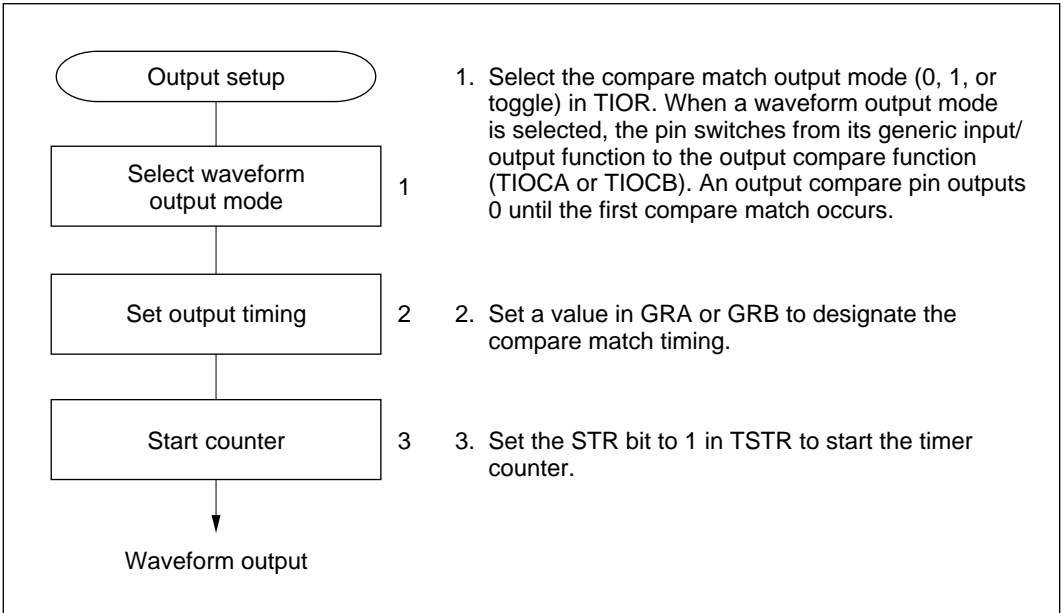 Output setup
Select waveform
output mode
1
Set output timing
2
Start counter
3
Waveform output
1. Select the compare match output mode (0, 1, or
toggle) in TIOR. When a waveform output mode
is selected, the pin switches from its generic input/
output function to the output compare function
(TIOCA or TIOCB). An output compare pin outputs
0 until the first compare match occurs.
2. Set a value in GRA or GRB to designate the
compare match timing.
3. Set the STR bit to 1 in TSTR to start the timer
counter.